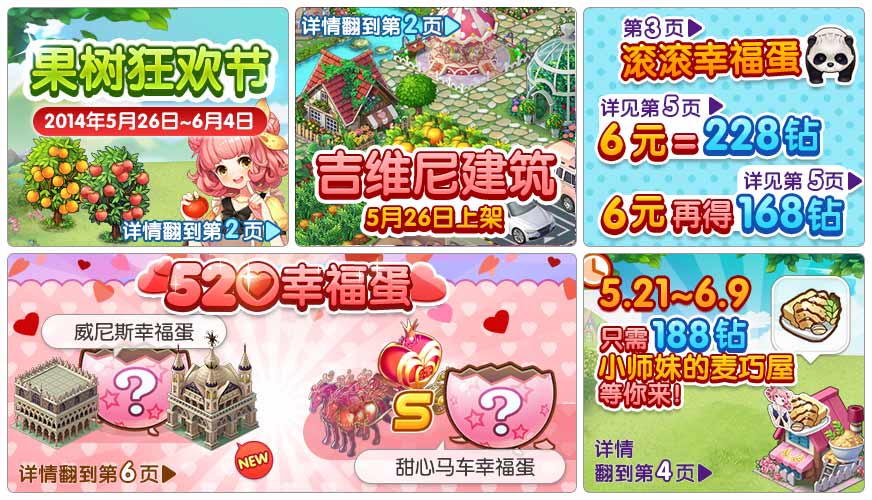 果树狂欢节
2014年5月26日~6月4日
详情翻到第2页
详情翻到第2页
吉维尼建筑
5月26日上架
第3页
滚滚幸福蛋
详见第5页
6元=228钻
详见第5页
6元再得168钻
520幸福蛋
威尼斯幸福蛋
?
NEW
详情翻到第6页
S
?
甜心马车幸福蛋
5.21~6.9
只需188钻
小师妹的麦巧屋
等你来!
详情
翻到第4页